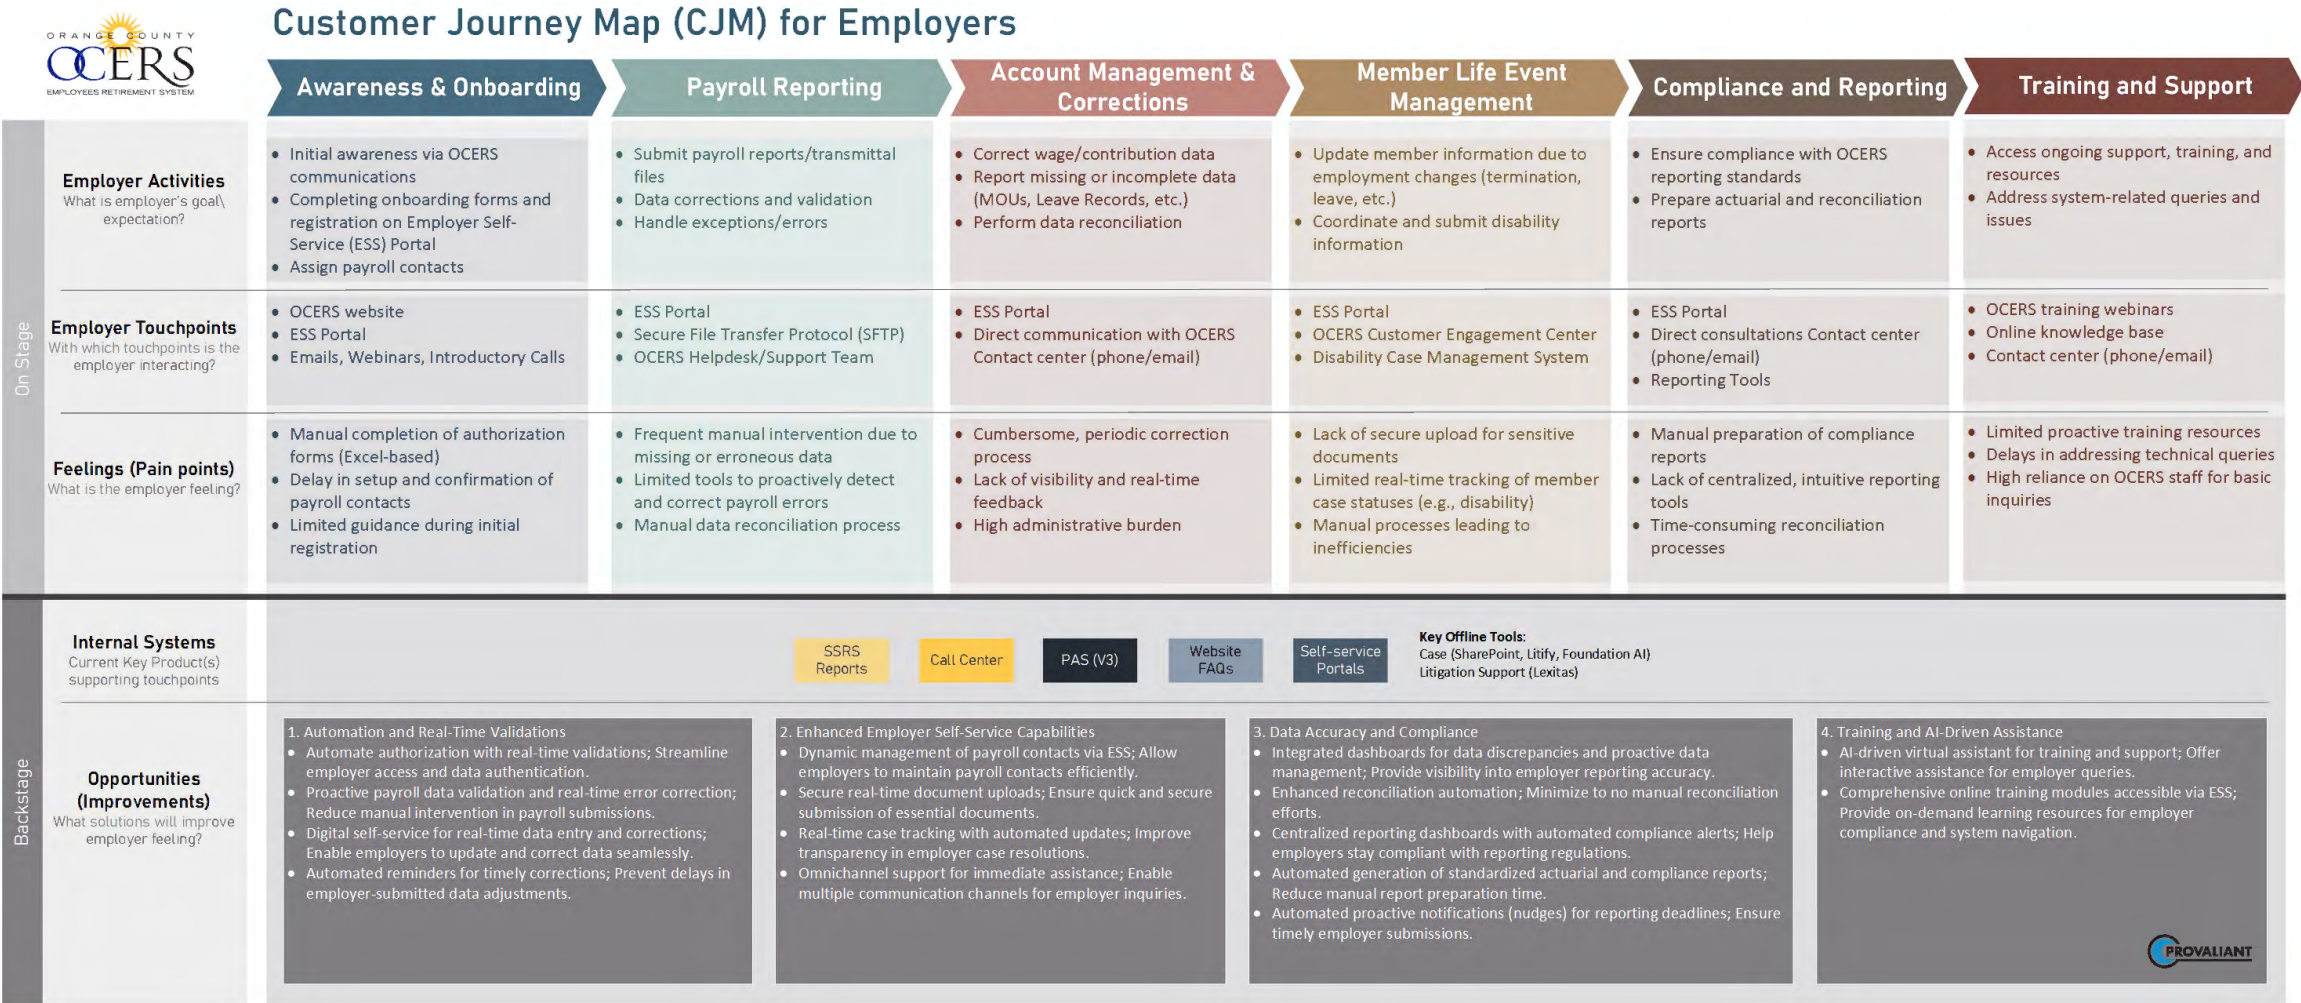 Customer Journey Map (CJM) for Employers
ORANGE COUNTY
OCERS
EMPLOYEES RETIREMENT SYSTEM
Awareness & Onboarding
Payroll Reporting
Account Management &
Corrections
Member Life Event
Management
Compliance and Reporting
Training and Support
On Stage
Employer Activities
What is employer's goal\
expectation?
• Initial awareness via OCERS
communications
• Completing onboarding forms and
registration on Employer Self-
Service (ESS) Portal
• Assign payroll contacts
• Submit payroll reports/transmittal
files
• Data corrections and validation
• Handle exceptions/errors
• Correct wage/contribution data
• Report missing or incomplete data
(MOUs, Leave Records, etc.)
• Perform data reconciliation
• Update member information due to
employment changes (termination,
leave, etc.)
• Coordinate and submit disability
information
• Ensure compliance with OCERS
reporting standards
• Prepare actuarial and reconciliation
reports
• Access ongoing support, training, and
resources
• Address system-related queries and
issues
Employer Touchpoints
With which touchpoints is the
employer interacting?
• OCERS website
• ESS Portal
• Emails, Webinars, Introductory Calls
• ESS Portal
• Secure File Transfer Protocol (SFTP)
• OCERS Helpdesk/Support Team
• ESS Portal
• Direct communication with OCERS
Contact center (phone/email)
• ESS Portal
• OCERS Customer Engagement Center
• Disability Case Management System
• ESS Portal
• Direct consultations Contact center
(phone/email)
• Reporting Tools
• OCERS training webinars
• Online knowledge base
• Contact center (phone/email)
Feelings (Pain points)
What is the employer feeling?
• Manual completion of authorization
forms (Excel-based)
• Delay in setup and confirmation of
payroll contacts
• Limited guidance during initial
registration
• Frequent manual intervention due to
missing or erroneous data
• Limited tools to proactively detect
and correct payroll errors
• Manual data reconciliation process
• Cumbersome, periodic correction
process
• Lack of visibility and real-time
feedback
• High administrative burden
• Lack of secure upload for sensitive
documents
• Limited real-time tracking of member
case statuses (e.g., disability)
• Manual processes leading to
inefficiencies
• Manual preparation of compliance
reports
• Lack of centralized, intuitive reporting
tools
• Time-consuming reconciliation
processes
• Limited proactive training resources
• Delays in addressing technical queries
• High reliance on OCERS staff for basic
inquiries
Backstage
Internal Systems
Current Key Product(s)
supporting touchpoints
SSRS
Reports
Call Center
PAS (V3)
Website
FAQs
Self-service
Portals
Key Offline Tools:
Case (SharePoint, Litify, Foundation AI)
Litigation Support (Lexitas)
Opportunities
(Improvements)
What solutions will improve
employer feeling?
1. Automation and Real-Time Validations
• Automate authorization with real-time validations; Streamline
employer access and data authentication.
• Proactive payroll data validation and real-time error correction;
Reduce manual intervention in payroll submissions.
• Digital self-service for real-time data entry and corrections;
Enable employers to update and correct data seamlessly.
• Automated reminders for timely corrections; Prevent delays in
employer-submitted data adjustments.
2. Enhanced Employer Self-Service Capabilities
• Dynamic management of payroll contacts via ESS; Allow
employers to maintain payroll contacts efficiently.
• Secure real-time document uploads; Ensure quick and secure
submission of essential documents.
• Real-time case tracking with automated updates; Improve
transparency in employer case resolutions.
• Omnichannel support for immediate assistance; Enable
multiple communication channels for employer inquiries.
3. Data Accuracy and Compliance
• Integrated dashboards for data discrepancies and proactive data
management; Provide visibility into employer reporting accuracy.
• Enhanced reconciliation automation; Minimize to no manual reconciliation
efforts.
• Centralized reporting dashboards with automated compliance alerts; Help
employers stay compliant with reporting regulations.
• Automated generation of standardized actuarial and compliance reports;
Reduce manual report preparation time.
• Automated proactive notifications (nudges) for reporting deadlines; Ensure
timely employer submissions.
4. Training and AI-Driven Assistance
• AI-driven virtual assistant for training and support; Offer
interactive assistance for employer queries.
• Comprehensive online training modules accessible via ESS;
Provide on-demand learning resources for employer
compliance and system navigation.
PROVALIANT